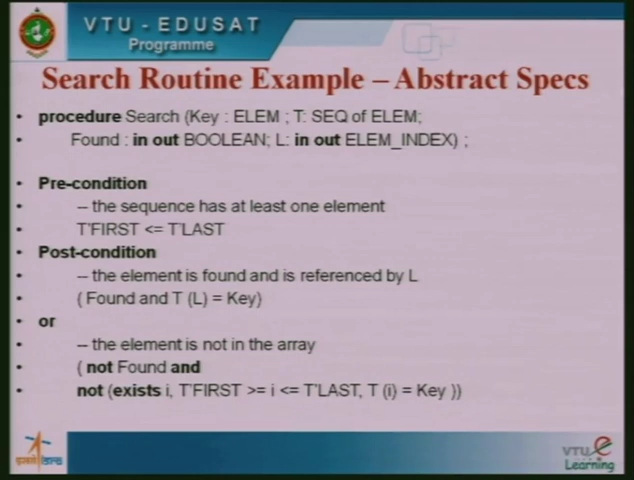 VTU - EDUSAT
Programme
Search Routine Example – Abstract Specs
• procedure Search (Key : ELEM ; T: SEQ of ELEM;
• Found : in out BOOLEAN; L: in out ELEM_INDEX) ;
• Pre-condition
• -- the sequence has at least one element
• T'FIRST <= T'LAST
• Post-condition
• -- the element is found and is referenced by L
• ( Found and T (L) = Key)
• or
• -- the element is not in the array
• ( not Found and
• not (exists i, T'FIRST >= i <= T'LAST, T (i) = Key ))
VTU e
Learning